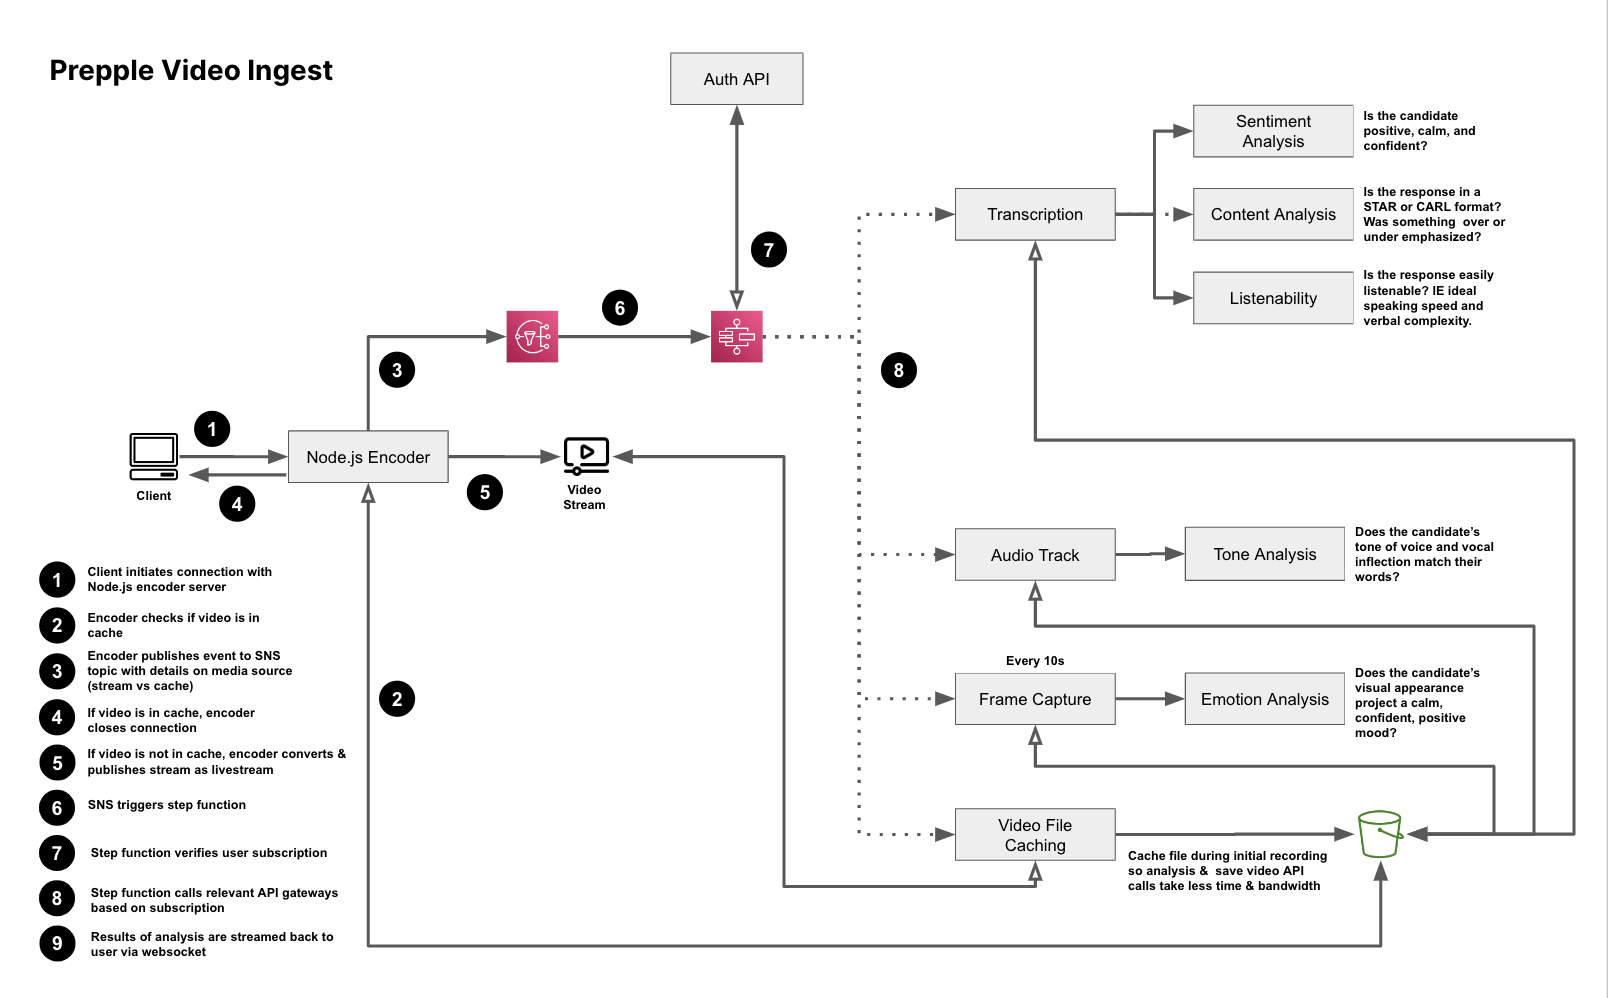 Prepple Video Ingest
Auth API
7
Sentiment
Analysis
Is the candidate
positive, calm, and
confident?
Transcription
Content Analysis
Is the response in a
STAR or CARL format?
Was something  over or
under emphasized?
Listenability
Is the response easily
listenable? IE ideal
speaking speed and
verbal complexity.
6
3
8
1
Client
4
Node.js Encoder
5
Video
Stream
2
Audio Track
Tone Analysis
Does the candidate's
tone of voice and vocal
inflection match their
words?
Every 10s
Frame Capture
Emotion Analysis
Does the candidate's
visual appearance
project a calm,
confident, positive
mood?
Video File
Caching
Cache file during initial recording
so analysis &  save video API
calls take less time & bandwidth
1
Client initiates connection with
Node.js encoder server
2
Encoder checks if video is in
cache
3
Encoder publishes event to SNS
topic with details on media source
(stream vs cache)
4
If video is in cache, encoder
closes connection
5
If video is not in cache, encoder converts &
publishes stream as livestream
6
SNS triggers step function
7
Step function verifies user subscription
8
Step function calls relevant API gateways
based on subscription
9
Results of analysis are streamed back to
user via websocket